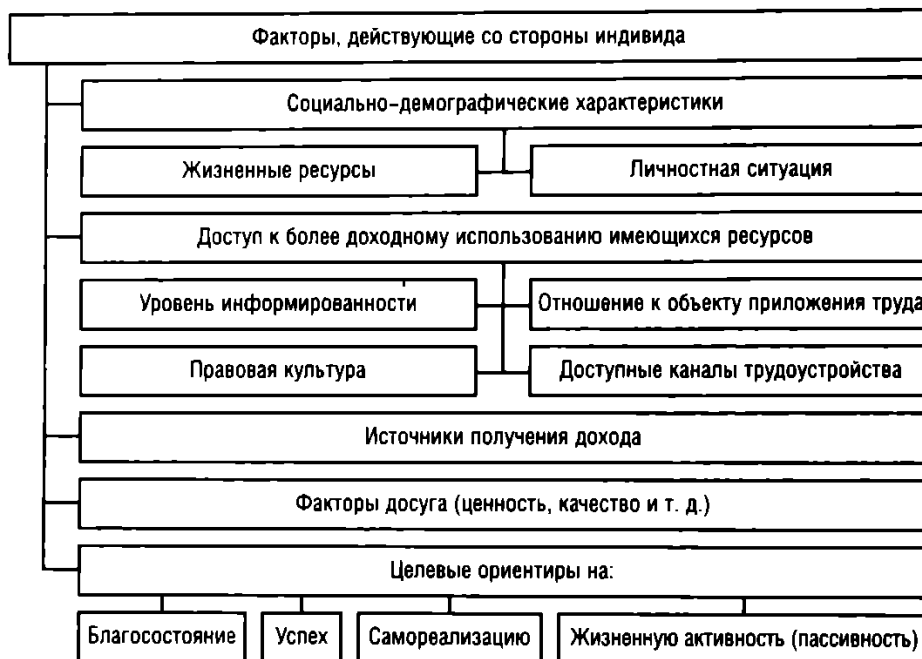 Факторы, действующие со стороны индивида
Социально-демографические характеристики
Жизненные ресурсы
Личностная ситуация
Доступ к более доходному использованию имеющихся ресурсов
Уровень информированности
Отношение к объекту приложения труда
Правовая культура
Доступные каналы трудоустройства
Источники получения дохода
Факторы досуга (ценность, качество и т. д.)
Целевые ориентиры на:
Благосостояние
Успех
Самореализацию
Жизненную активность (пассивность)